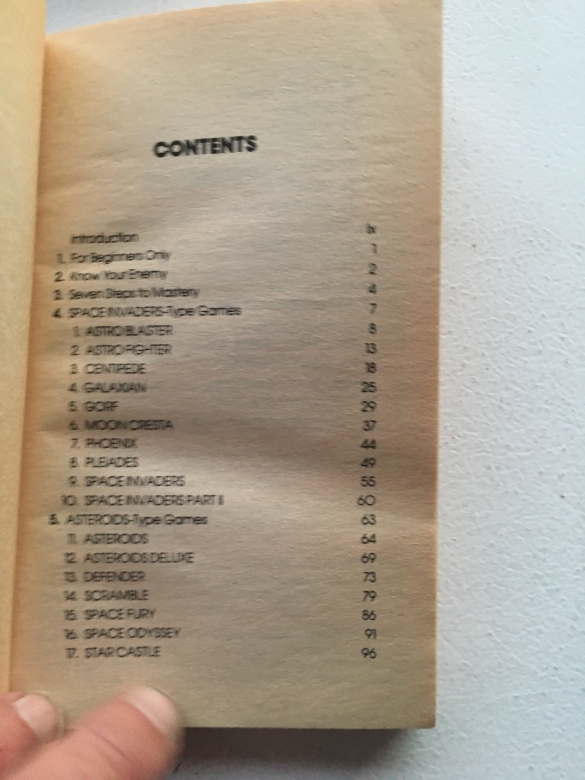 CONTENTS
Introduction ix
1. For Beginners Only 1
2. Know Your Enemy 2
3. Seven Steps to Mastery 4
4. SPACE INVADERS-Type Games 7
1. ASTRO BLASTER 8
2. ASTRO FIGHTER 13
3. CENTIPEDE 18
4. GALAXIAN 25
5. GORF 29
6. MOON CRESTA 37
7. PHOENIX 44
8. PLEIADES 49
9. SPACE INVADERS 55
10. SPACE INVADERS PART II 60
5. ASTEROIDS-Type Games 63
11. ASTEROIDS 64
12. ASTEROIDS DELUXE 69
13. DEFENDER 73
14. SCRAMBLE 79
15. SPACE FURY 86
16. SPACE ODYSSEY 91
17. STAR CASTLE 96